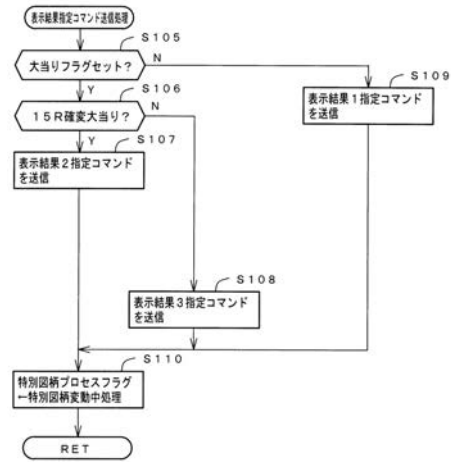 表示結果指定コマンド送信処理
S105
大当りフラグセット？
N
Y
S106
15R確変大当り？
N
Y
S107
表示結果2指定コマンド
を送信
S109
表示結果1指定コマンド
を送信
S108
表示結果3指定コマンド
を送信
S110
特別図柄プロセスフラグ
←特別図柄変動中処理
RET